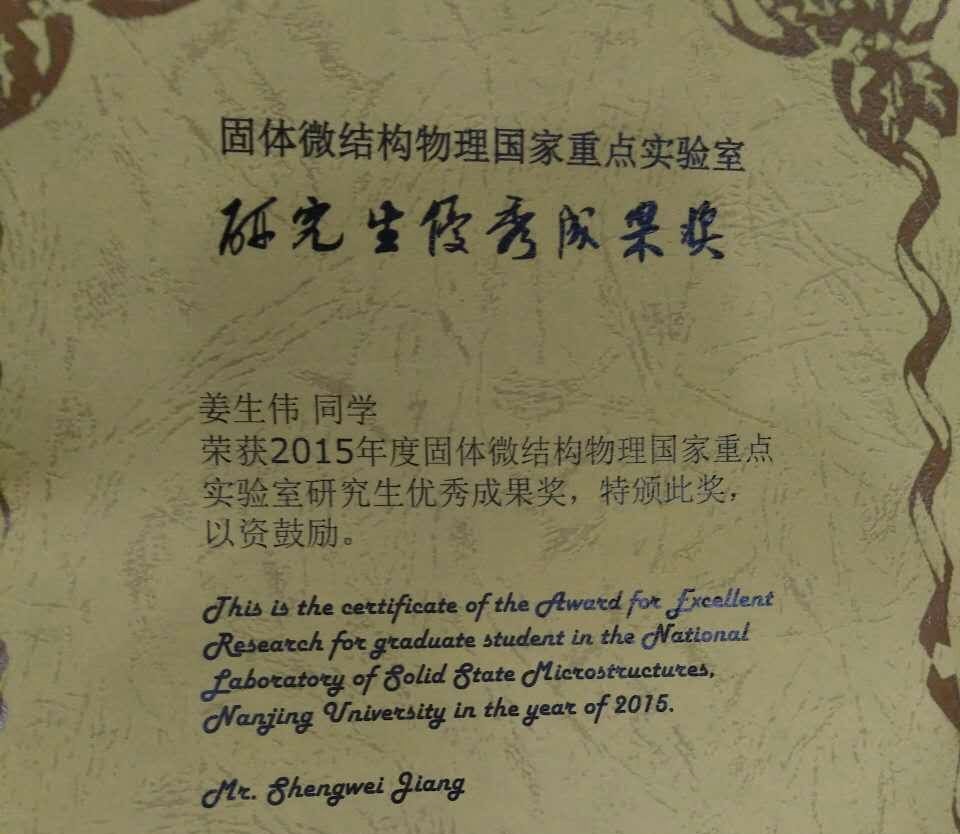 固体微结构物理国家重点实验室
研究生优秀成果奖
姜生伟 同学
荣获2015年度固体微结构物理国家重点
实验室研究生优秀成果奖，特颁此奖，
以资鼓励。
This is the certificate of the Award for Excellent
Research for graduate student in the National
Laboratory of Solid State Microstructures,
Nanjing University in the year of 2015.
Mr. Shengwei Jiang